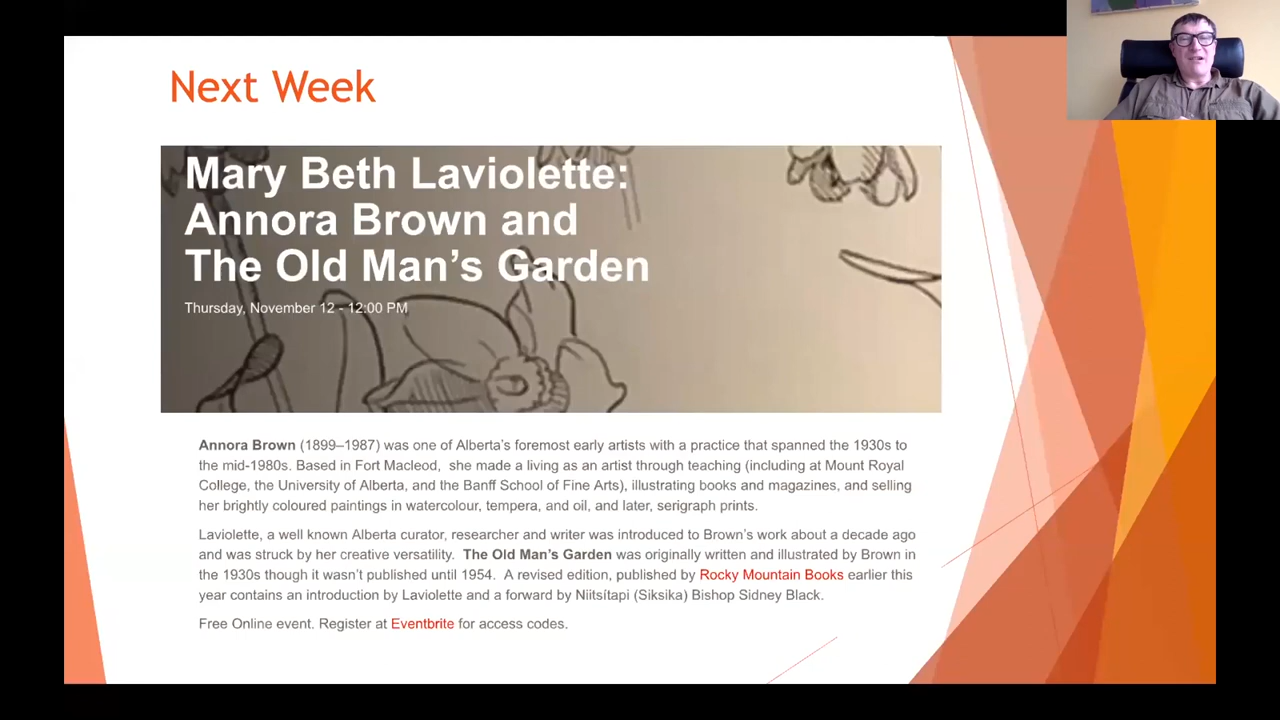 Next Week
Mary Beth Laviolette:
Annora Brown and
The Old Man's Garden
Thursday, November 12 - 12:00 PM
Annora Brown (1899–1987) was one of Alberta's foremost early artists with a practice that spanned the 1930s to
the mid-1980s. Based in Fort Macleod, she made a living as an artist through teaching (including at Mount Royal
College, the University of Alberta, and the Banff School of Fine Arts), illustrating books and magazines, and selling
her brightly coloured paintings in watercolour, tempera, and oil, and later, serigraph prints.
Laviolette, a well known Alberta curator, researcher and writer was introduced to Brown's work about a decade ago
and was struck by her creative versatility. The Old Man's Garden was originally written and illustrated by Brown in
the 1930s though it wasn't published until 1954. A revised edition, published by Rocky Mountain Books earlier this
year contains an introduction by Laviolette and a forward by Niitsítapi (Siksika) Bishop Sidney Black.
Free Online event. Register at Eventbrite for access codes.